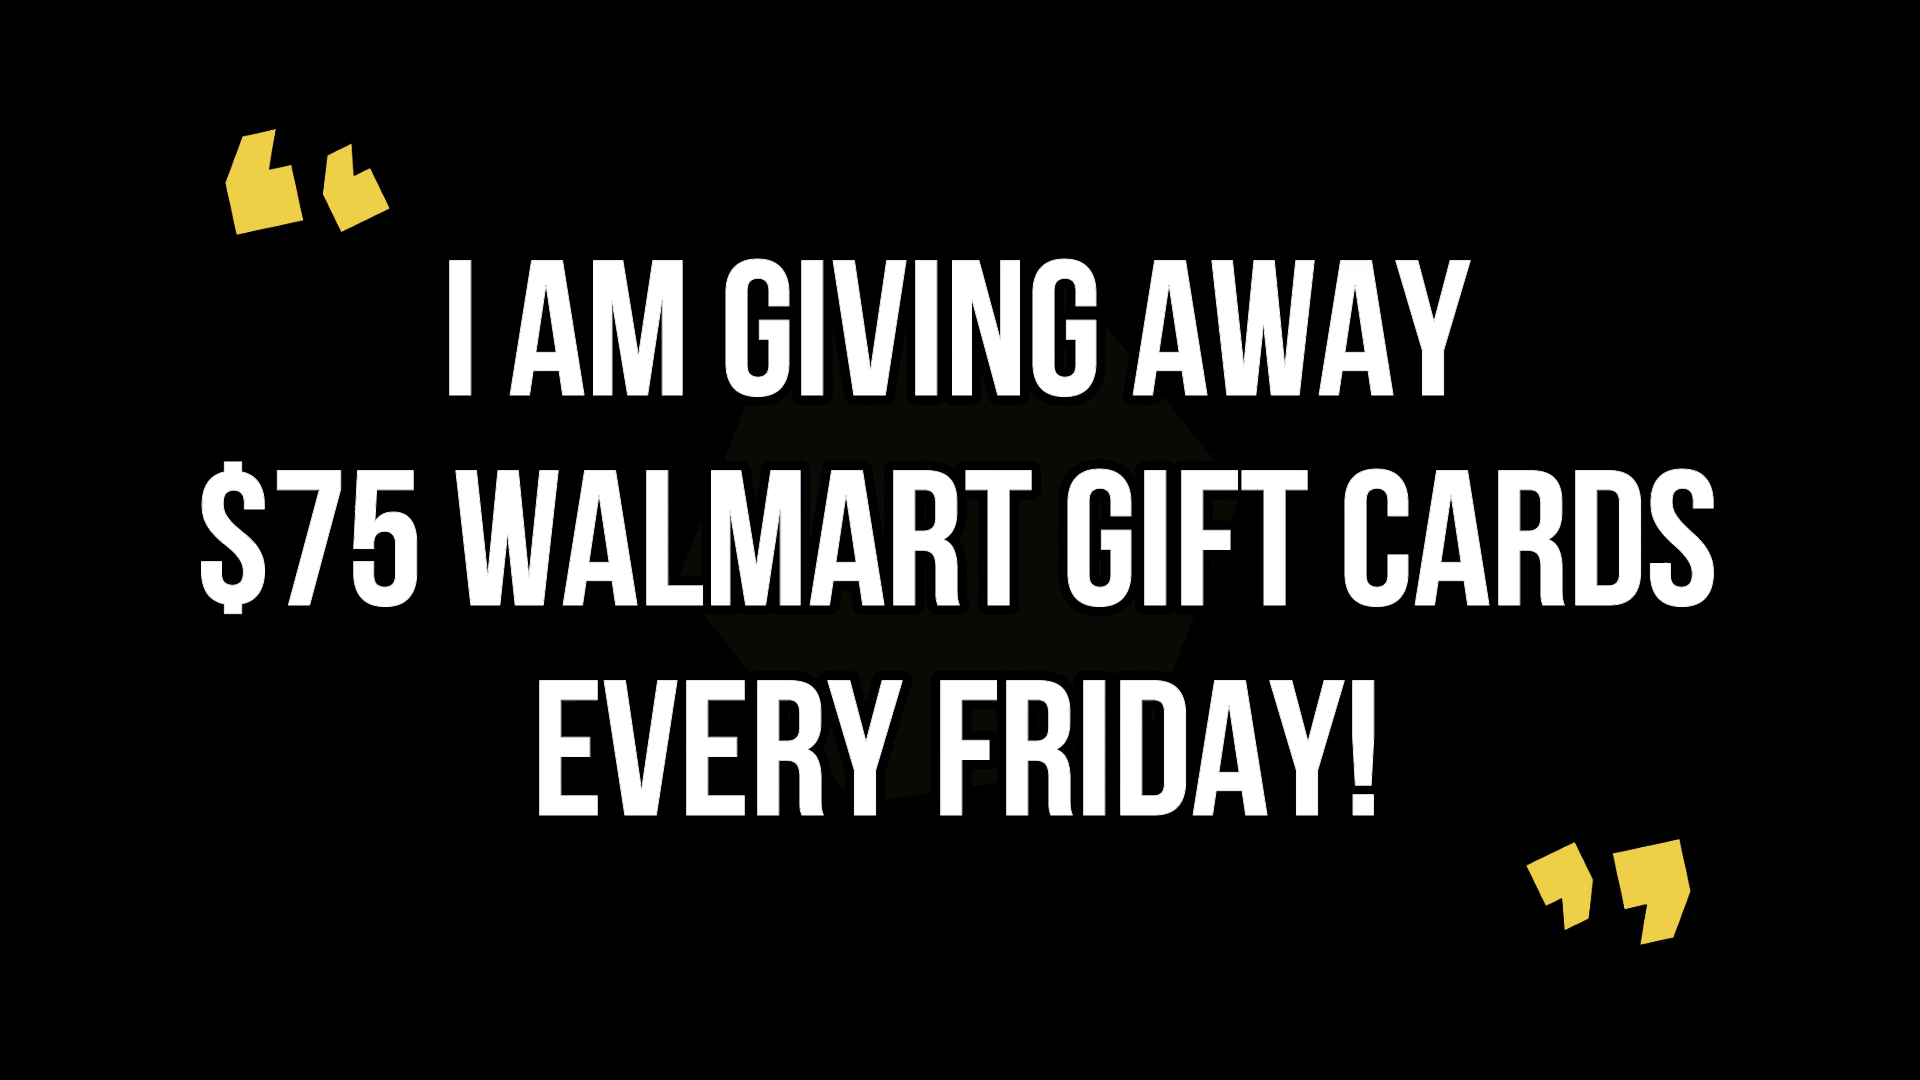 “
I AM GIVING AWAY
$75 WALMART GIFT CARDS
EVERY FRIDAY!
”